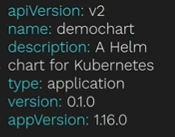 apiVersion: v2
name: demochart
description: A Helm
chart for Kubernetes
type: application
version: 0.1.0
appVersion: 1.16.0